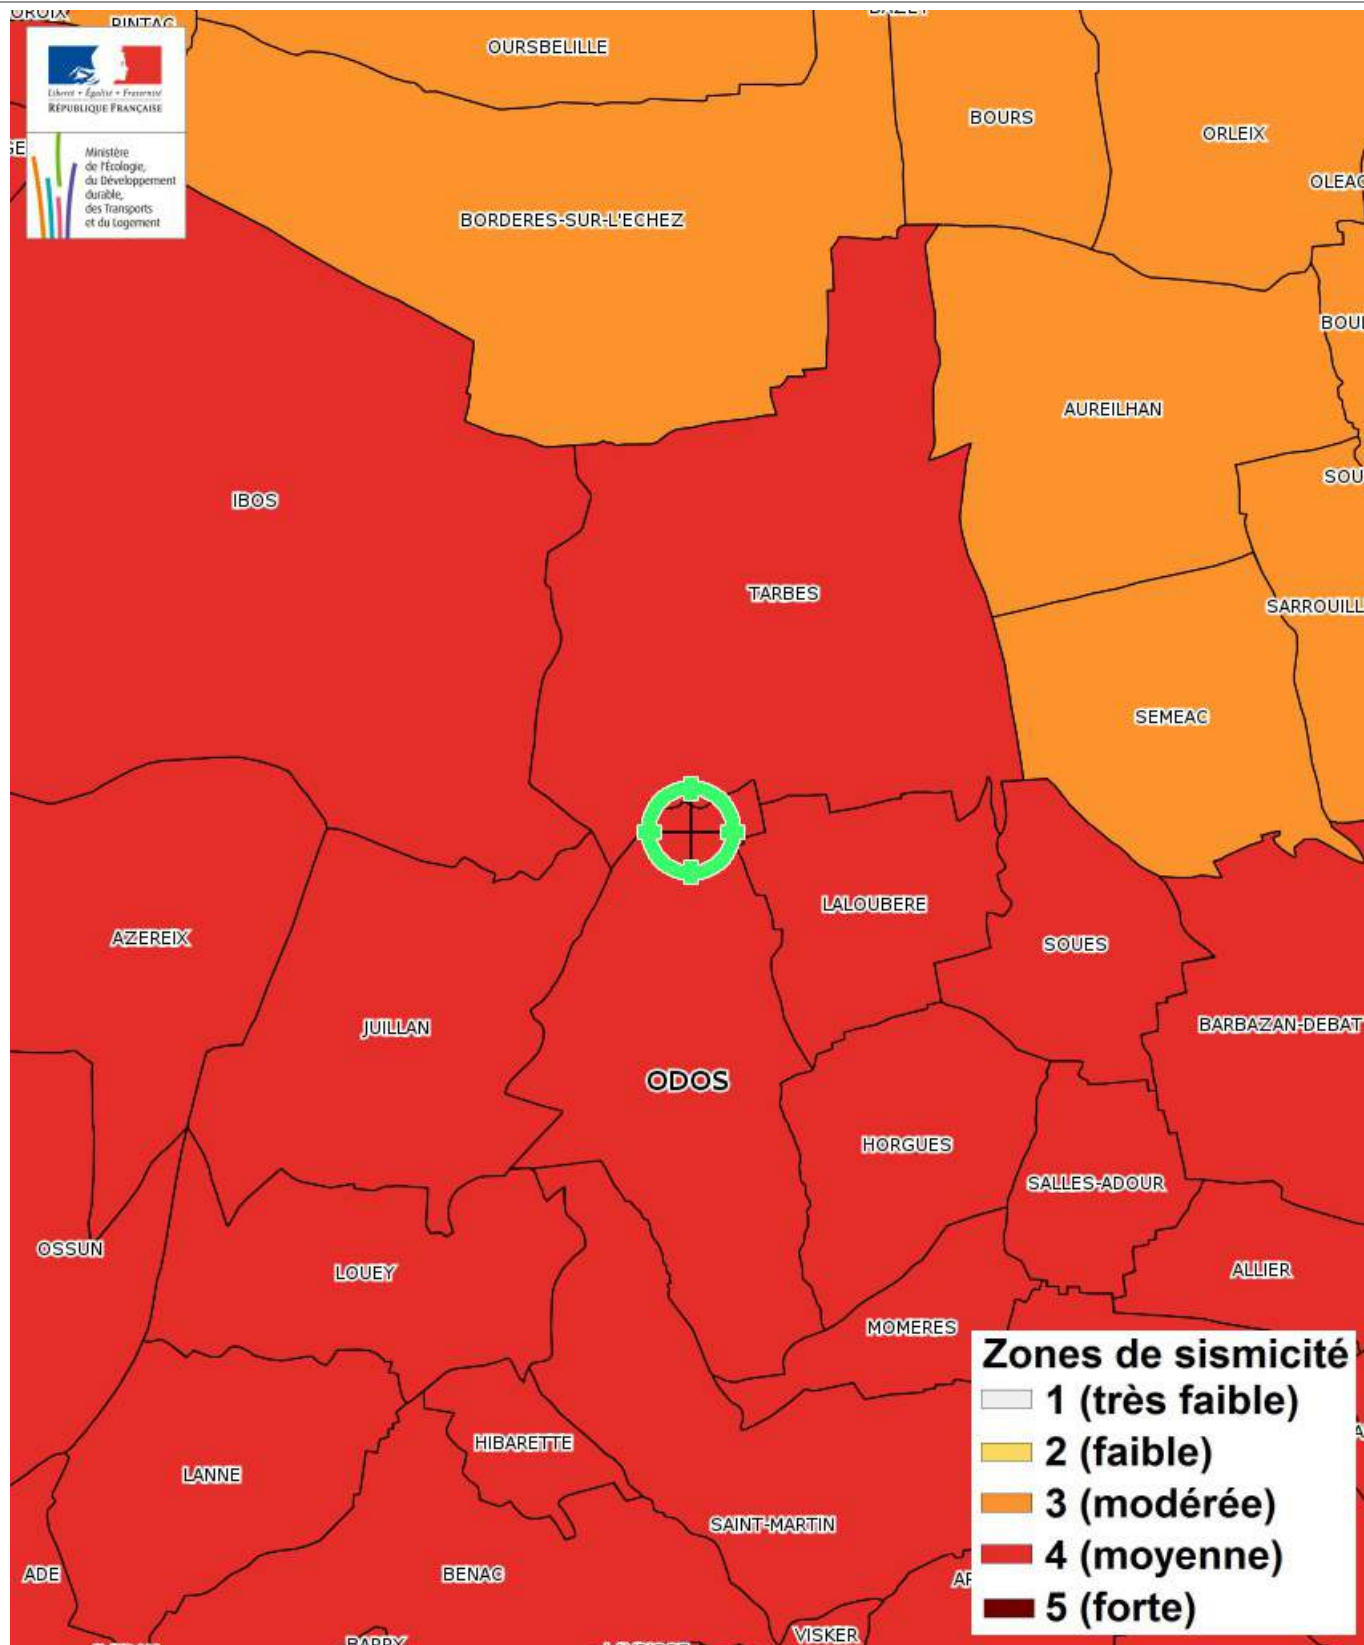 OURSBELILLE
BOURS
ORLEIX
Liberté • Égalité • Fraternité
RÉPUBLIQUE FRANÇAISE
Ministère
de l'Écologie,
du Développement
durable,
des Transports
et du Logement
OLEAC
BORDERES-SUR-L'ECHEZ
BOU
AUREILHAN
SOU
IBOS
TARBES
SARROUILL
SEMEAC
LALOUBERE
AZEREIX
SOUES
JUILLAN
BARBAZAN-DEBAT
ODOS
HORGUES
SALLES-ADOUR
OSSUN
LOUEY
ALLIER
MOMERES
Zones de sismicité
1 (très faible)
2 (faible)
3 (modérée)
4 (moyenne)
5 (forte)
HIBARETTE
LANNE
SAINT-MARTIN
ADE
BENAC
VISKER